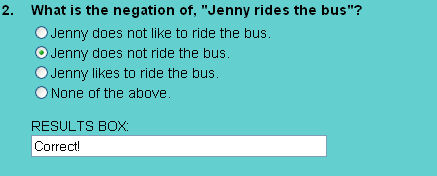 2. What is the negation of, "Jenny rides the bus"?
Jenny does not like to ride the bus.
Jenny does not ride the bus.
Jenny likes to ride the bus.
None of the above.
RESULTS BOX:
Correct!